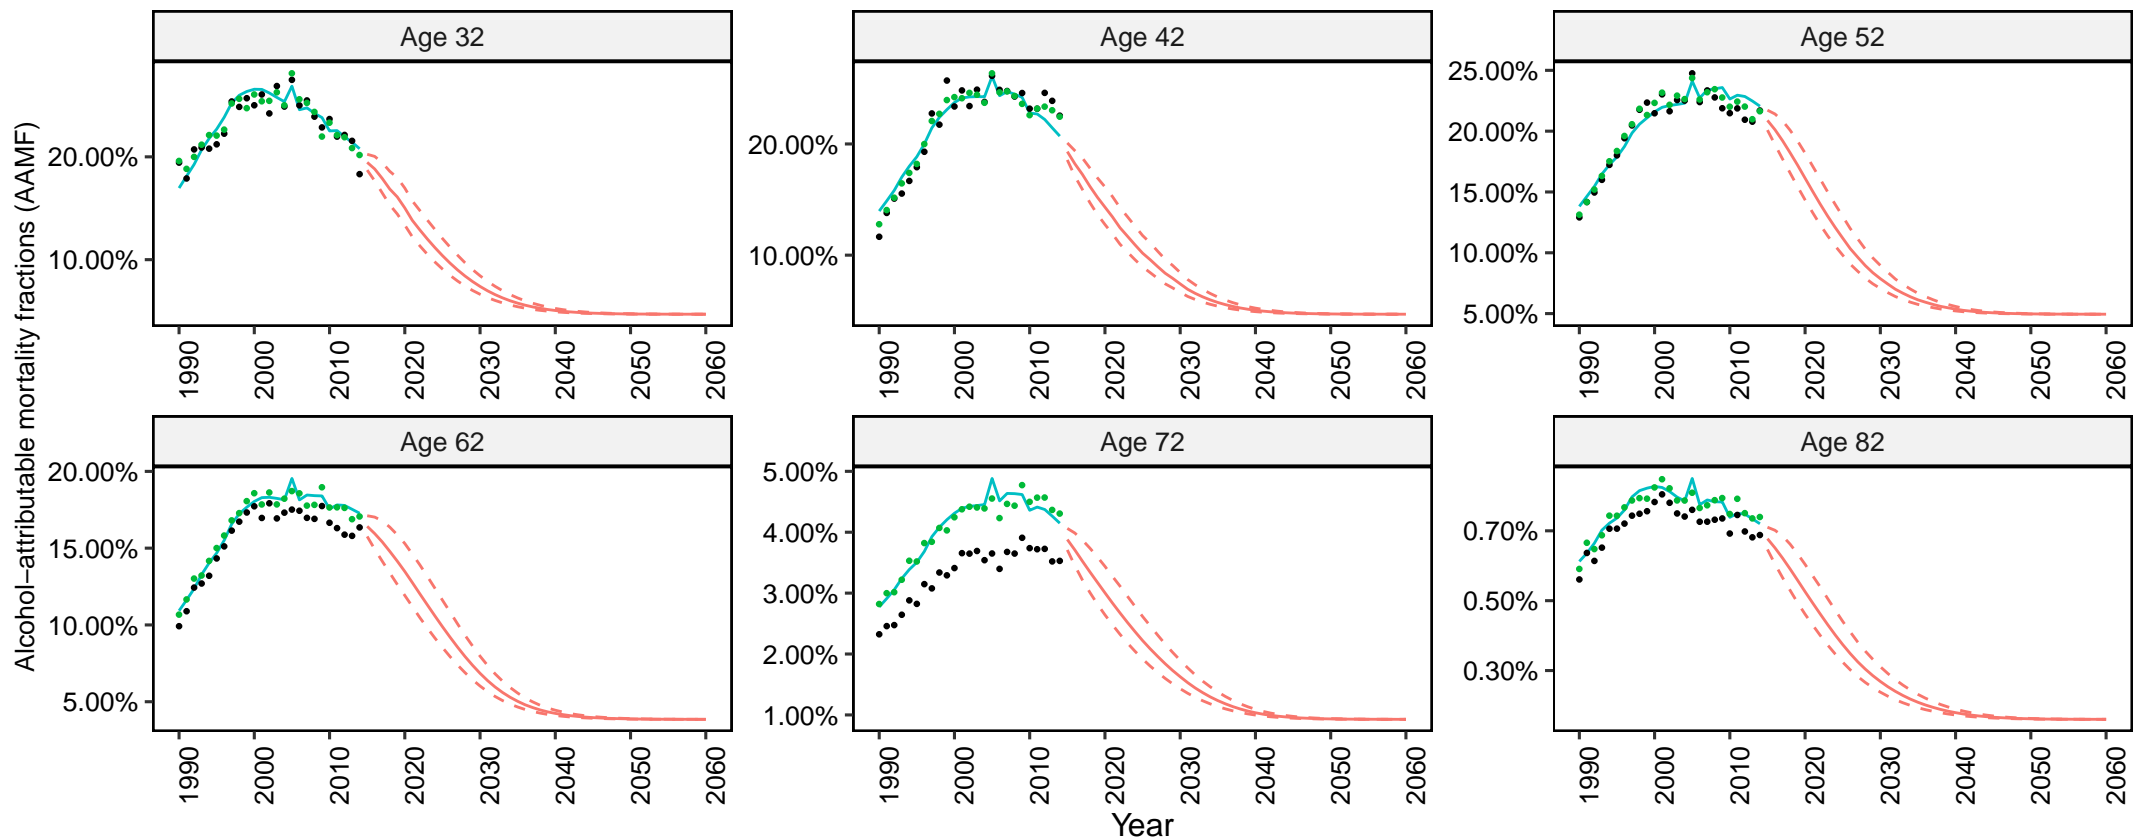 Alcohol−attributable mortality fractions (AAMF)
Age 32
20.00%
10.00%
1990 2000 2010 2020 2030 2040 2050 2060
Age 42
20.00%
10.00%
1990 2000 2010 2020 2030 2040 2050 2060
Age 52
25.00%
20.00%
15.00%
10.00%
5.00%
1990 2000 2010 2020 2030 2040 2050 2060
Age 62
20.00%
15.00%
10.00%
5.00%
1990 2000 2010 2020 2030 2040 2050 2060
Age 72
5.00%
4.00%
3.00%
2.00%
1.00%
1990 2000 2010 2020 2030 2040 2050 2060
Age 82
0.70%
0.50%
0.30%
1990 2000 2010 2020 2030 2040 2050 2060
Year